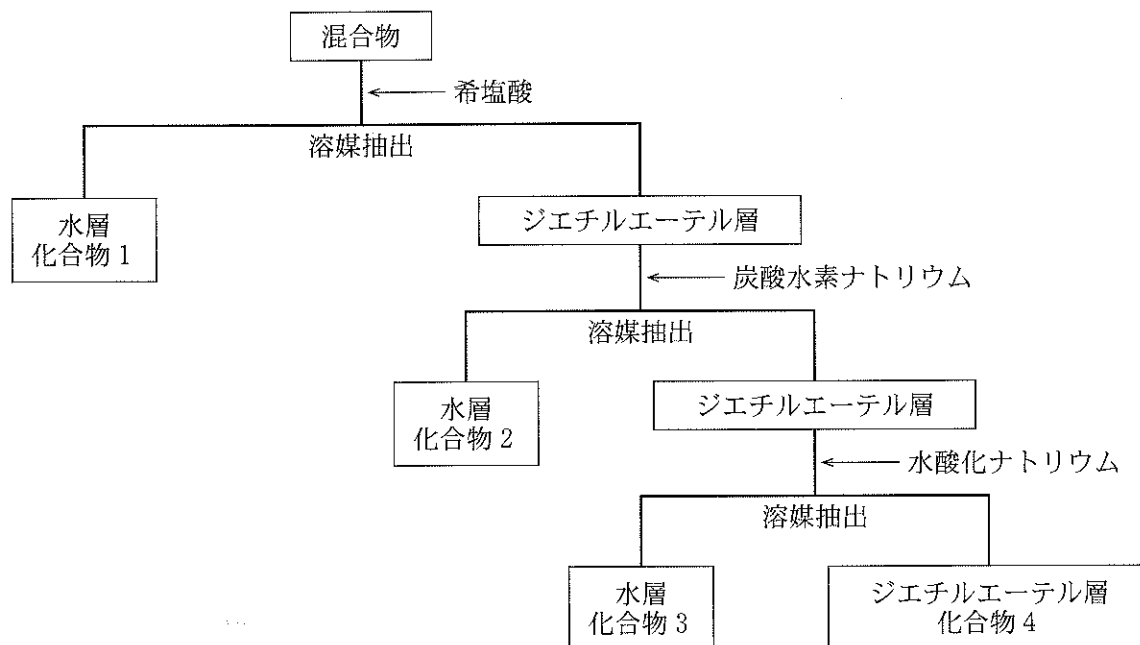 混合物
希塩酸
溶媒抽出
水層
化合物1
ジエチルエーテル層
炭酸水素ナトリウム
溶媒抽出
水層
化合物2
ジエチルエーテル層
水酸化ナトリウム
溶媒抽出
水層
化合物3
ジエチルエーテル層
化合物4